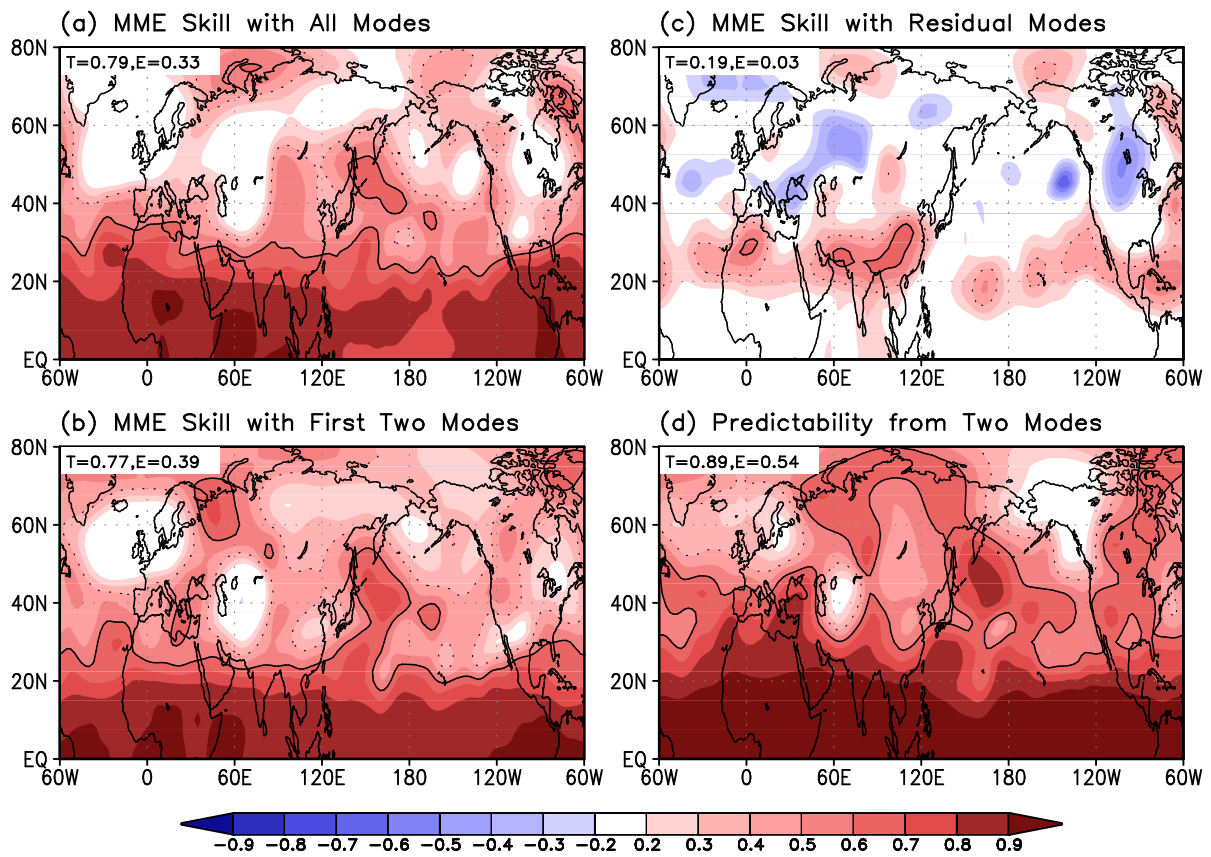 (a) MME Skill with All Modes
T=0.79,E=0.33
80N
60N
40N
20N
EQ
60W 0 60E 120E 180 120W 60W
(c) MME Skill with Residual Modes
T=0.19,E=0.03
80N
60N
40N
20N
EQ
60W 0 60E 120E 180 120W 60W
(b) MME Skill with First Two Modes
T=0.77,E=0.39
80N
60N
40N
20N
EQ
60W 0 60E 120E 180 120W 60W
(d) Predictability from Two Modes
T=0.89,E=0.54
80N
60N
40N
20N
EQ
60W 0 60E 120E 180 120W 60W
-0.9 -0.8 -0.7 -0.6 -0.5 -0.4 -0.3 -0.2 0.2 0.3 0.4 0.5 0.6 0.7 0.8 0.9